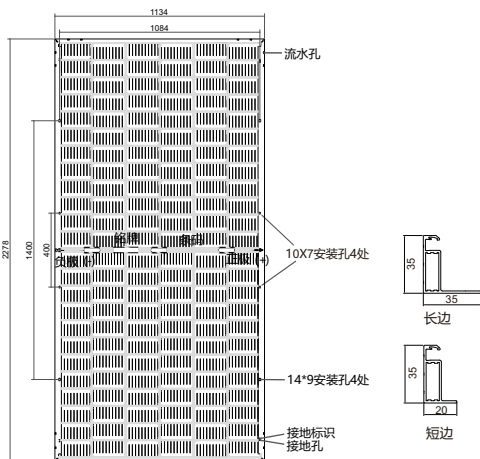 1134
1084
流水孔
2278
1400
400
铭牌
条码
负极 (-)
正极 (+)
10X7安装孔4处
14*9安装孔4处
接地标识
接地孔
35
35
长边
35
20
短边